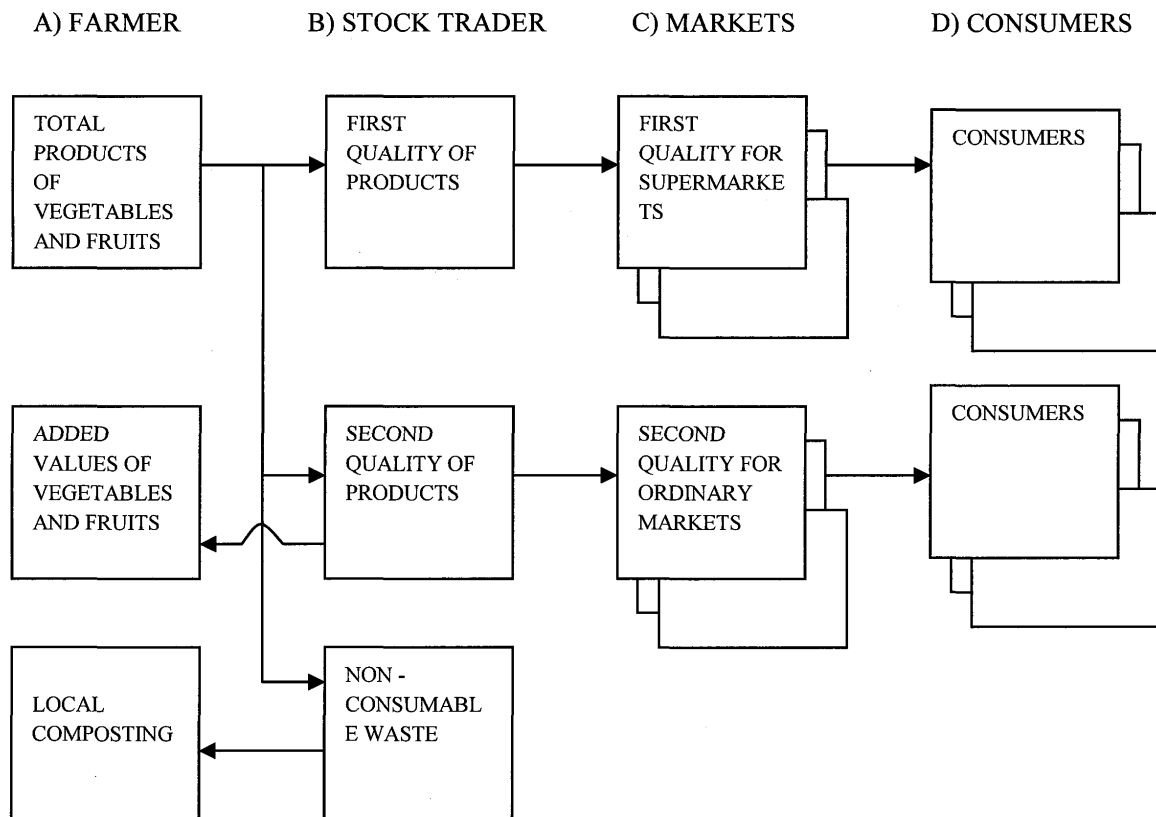 A) FARMER
B) STOCK TRADER
C) MARKETS
D) CONSUMERS
TOTAL
PRODUCTS
OF
VEGETABLES
AND FRUITS
FIRST
QUALITY OF
PRODUCTS
FIRST
QUALITY FOR
SUPERMARKE
TS
CONSUMERS
ADDED
VALUES OF
VEGETABLES
AND FRUITS
SECOND
QUALITY OF
PRODUCTS
SECOND
QUALITY FOR
ORDINARY
MARKETS
CONSUMERS
LOCAL
COMPOSTING
NON -
CONSUMABL
E WASTE